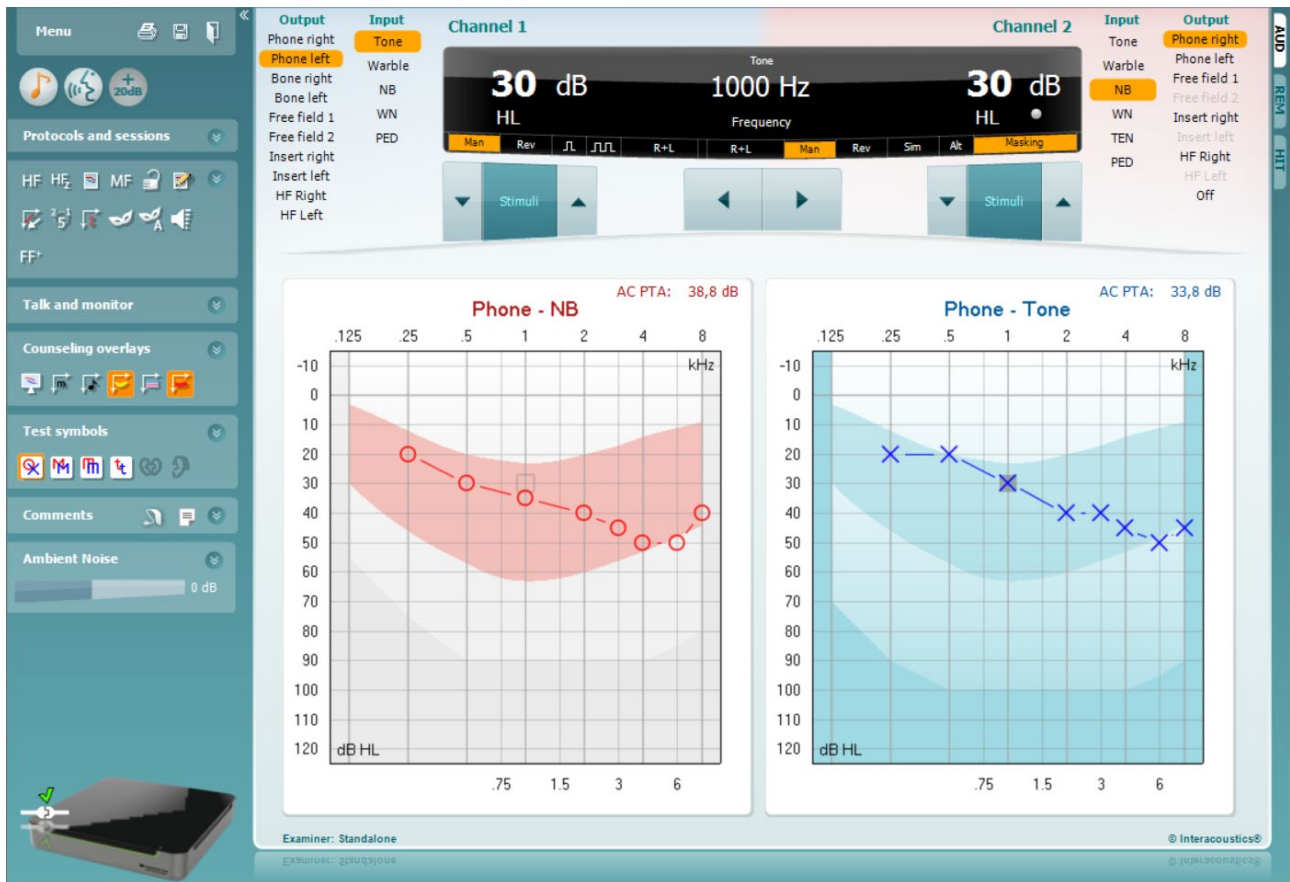 Menu
+
20dB
Protocols and sessions
HF HFz MF
2 5 1
A
FF+
Talk and monitor
Counseling overlays
m
Test symbols
M m t
Comments
Ambient Noise
0 dB
Output
Phone right
Phone left
Bone right
Bone left
Free field 1
Free field 2
Insert right
Insert left
HF Right
HF Left
Input
Tone
Warble
NB
WN
PED
Channel 1
Channel 2
Tone
30 dB
HL
1000 Hz
Frequency
30 dB
HL
Man Rev R+L R+L Man Rev Sim Alt Masking
Stimuli
Stimuli
Input
Tone
Warble
NB
WN
TEN
PED
Output
Phone right
Phone left
Free field 1
Free field 2
Insert right
Insert left
HF Right
HF Left
Off
AUD
REM
HIT
AC PTA: 38,8 dB
Phone - NB
.125 .25 .5 1 2 4 8
kHz
-10
0
10
20
30
40
50
60
70
80
90
100
110
120
dB HL
.75 1.5 3 6
AC PTA: 33,8 dB
Phone - Tone
.125 .25 .5 1 2 4 8
kHz
-10
0
10
20
30
40
50
60
70
80
90
100
110
120
dB HL
.75 1.5 3 6
Examiner: Standalone
© Interacoustics®